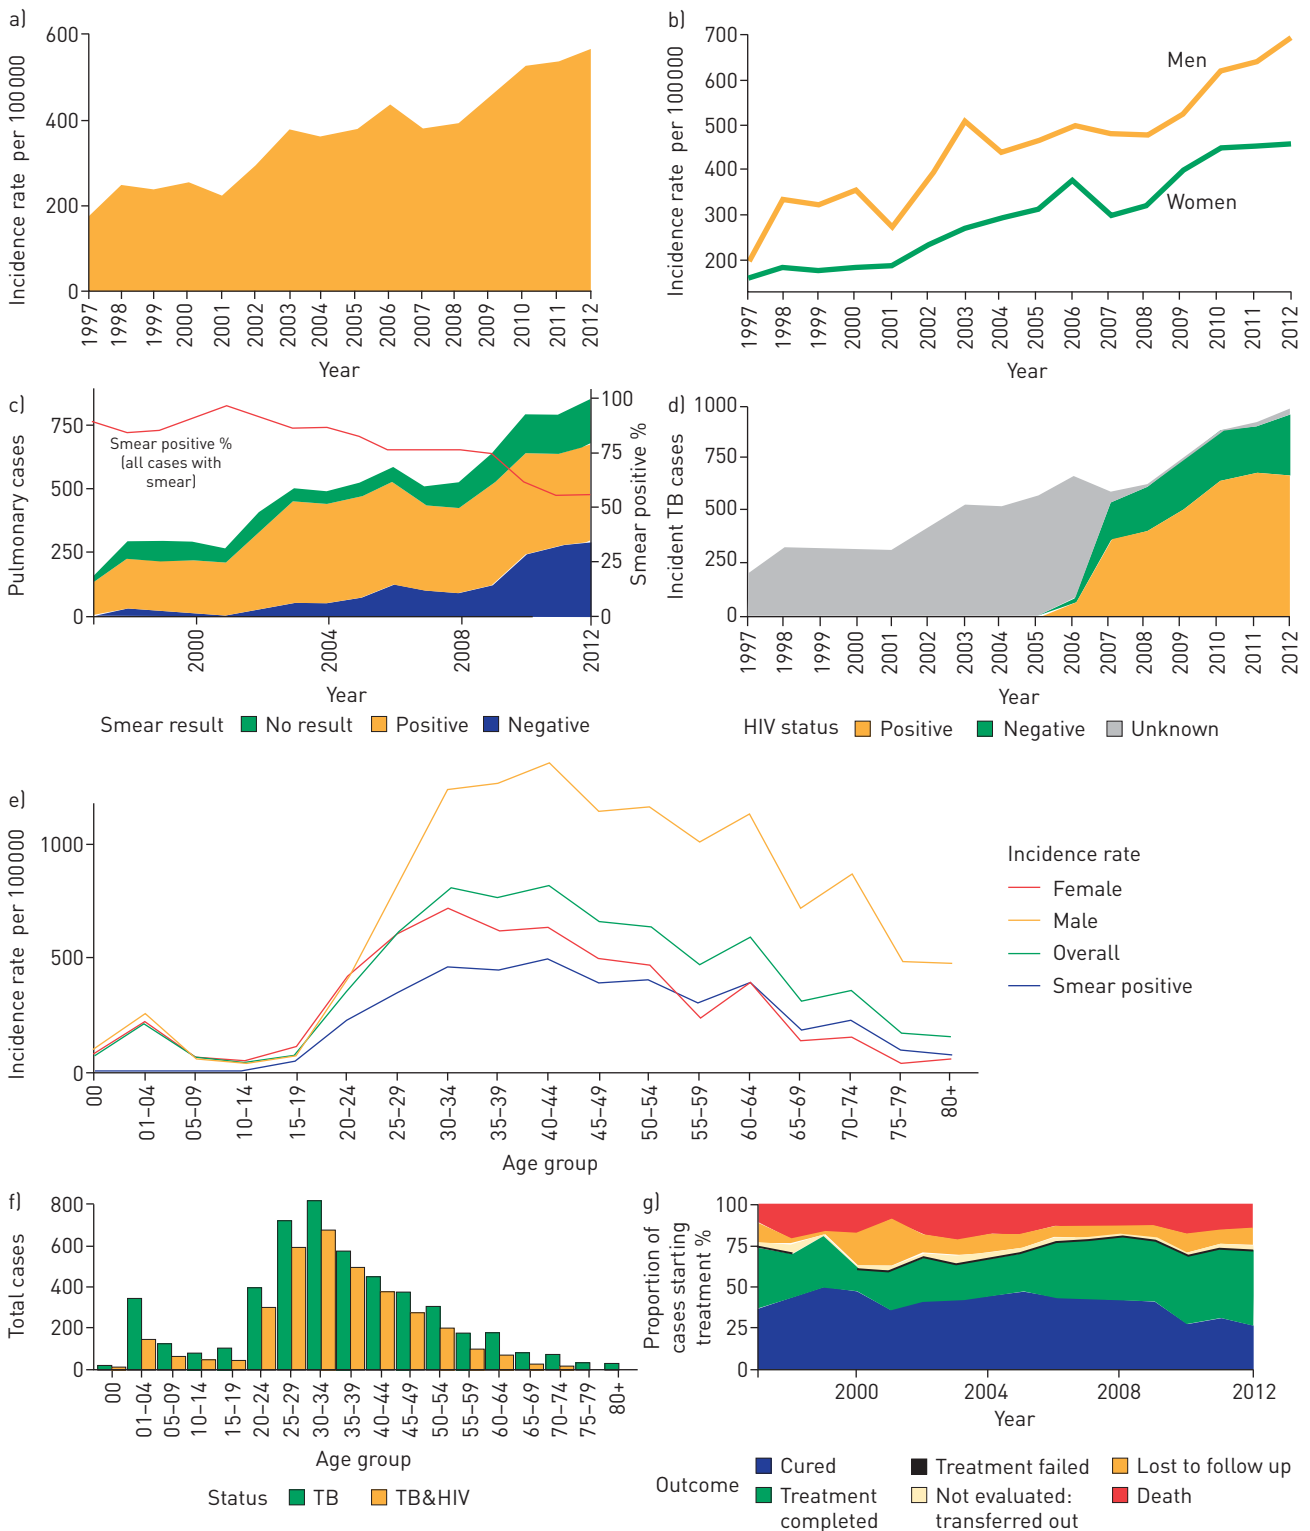 a)
600
400
200
0
Incidence rate per 100 000
1997
1998
1999
2000
2001
2002
2003
2004
2005
2006
2007
2008
2009
2010
2011
2012
Year
b)
700
600
500
400
300
200
Incidence rate per 100 000
Men
Women
1997
1998
1999
2000
2001
2002
2003
2004
2005
2006
2007
2008
2009
2010
2011
2012
Year
c)
750
500
250
0
Pulmonary cases
Smear positive %
(all cases with
smear)
100
75
50
25
0
Smear positive %
2000
2004
2008
2012
Year
Smear result
No result
Positive
Negative
d)
1000
750
500
250
0
Incident TB cases
1997
1998
1999
2000
2001
2002
2003
2004
2005
2006
2007
2008
2009
2010
2011
2012
Year
HIV status
Positive
Negative
Unknown
e)
1000
500
0
Incidence rate per 100 000
00
01–04
05–09
10–14
15–19
20–24
25–29
30–34
35–39
40–44
45–49
50–54
55–59
60–64
65–69
70–74
75–79
80+
Age group
Incidence rate
Female
Male
Overall
Smear positive
f)
800
600
400
200
0
Total cases
00
01–04
05–09
10–14
15–19
20–24
25–29
30–34
35–39
40–44
45–49
50–54
55–59
60–64
65–69
70–74
75–79
80+
Age group
Status
TB
TB&HIV
g)
100
75
50
25
0
Proportion of
cases starting
treatment %
2000
2004
2008
2012
Year
Outcome
Cured
Treatment
completed
Treatment failed
Not evaluated:
transferred out
Lost to follow up
Death